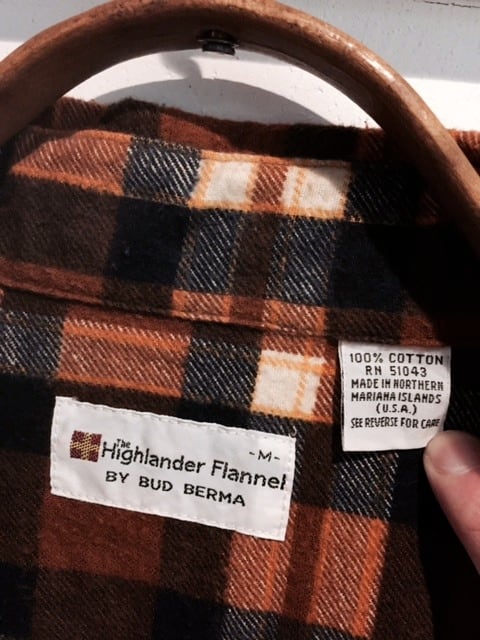 100% COTTON
RN 51043
MADE IN NORTHERN
MARIANA ISLANDS
(U.S.A.)
SEE REVERSE FOR CARE
-M-
The
Highlander Flannel
BY BUD BERMA